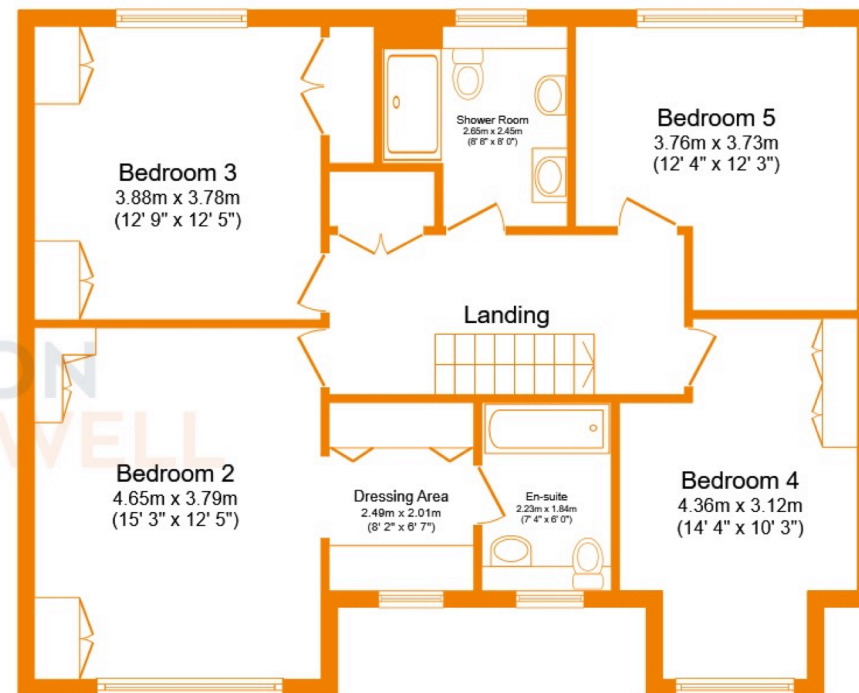 Bedroom 3
3.88m x 3.78m
(12' 9" x 12' 5")
Shower Room
2.65m x 2.45m
(8' 8" x 8' 0")
Bedroom 5
3.76m x 3.73m
(12' 4" x 12' 3")
Landing
ON
WELL
Bedroom 2
4.65m x 3.79m
(15' 3" x 12' 5")
Dressing Area
2.49m x 2.01m
(8' 2" x 6' 7")
En-suite
2.23m x 1.84m
(7' 4" x 6' 0")
Bedroom 4
4.36m x 3.12m
(14' 4" x 10' 3")